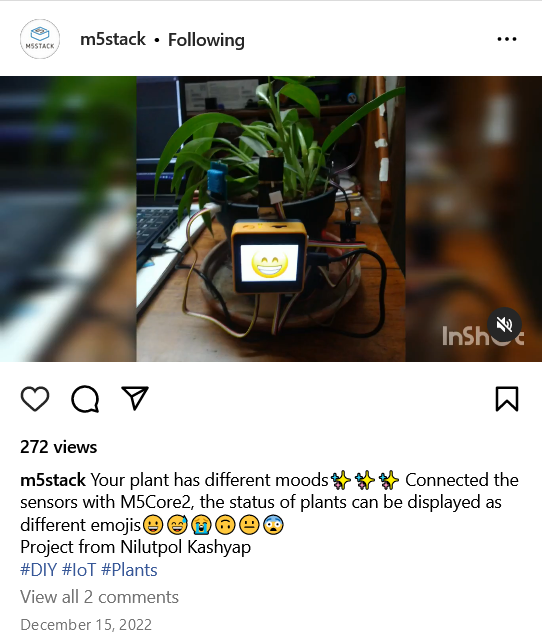 M5STACK
m5stack • Following
InSh
272 views
m5stack Your plant has different moods✨✨✨ Connected the
sensors with M5Core2, the status of plants can be displayed as
different emojis😀😅😭🙃😐😨
Project from Nilutpol Kashyap
#DIY #IoT #Plants
View all 2 comments
December 15, 2022